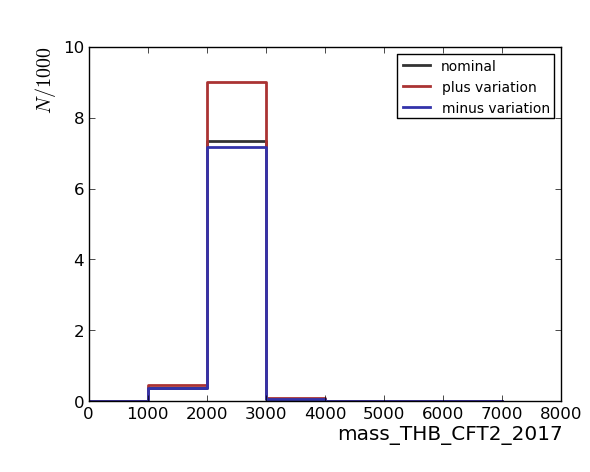 N/1000
10
8
6
4
2
0
nominal
plus variation
minus variation
0 1000 2000 3000 4000 5000 6000 7000 8000
mass_THB_CFT2_2017